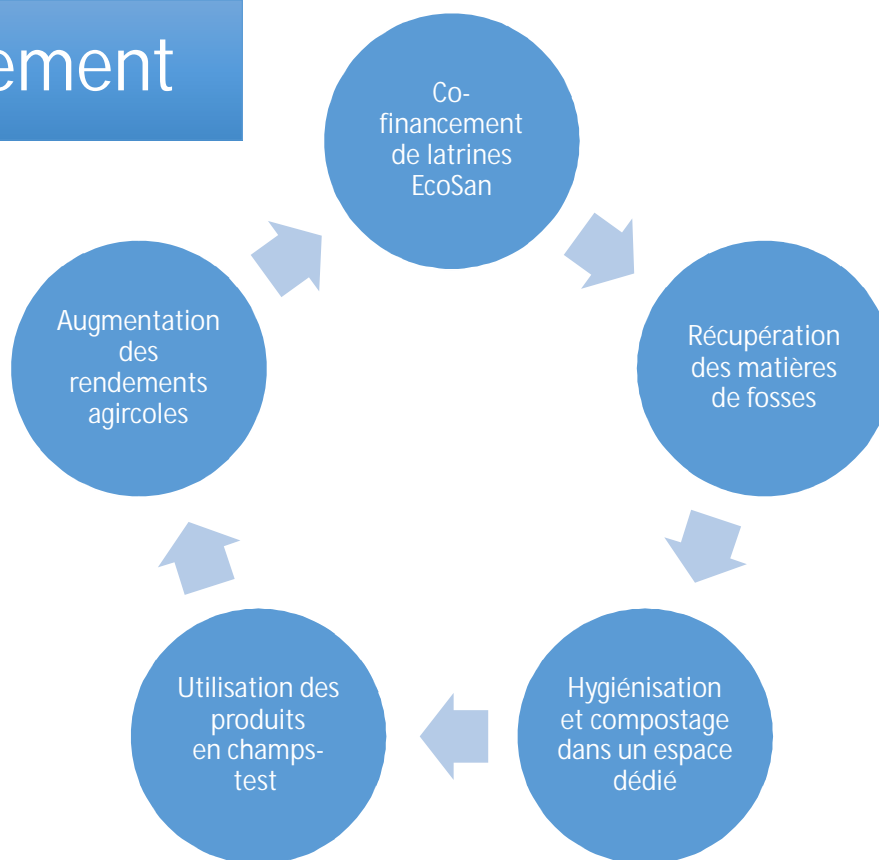 ement
Co-
financement
de latrines
EcoSan
Récupération
des matières
de fosses
Hygiénisation
et compostage
dans un espace
dédié
Utilisation des
produits
en champs-
test
Augmentation
des
rendements
agircoles